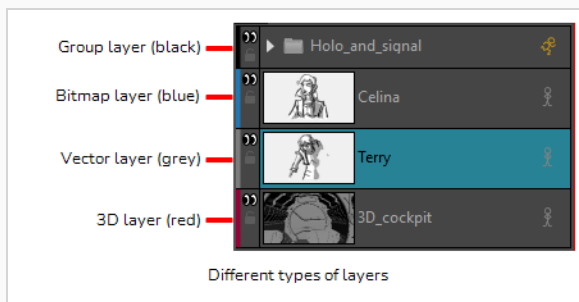 Group layer (black)
Holo_and_signal
Bitmap layer (blue)
Celina
Vector layer (grey)
Terry
3D layer (red)
3D_cockpit
Different types of layers